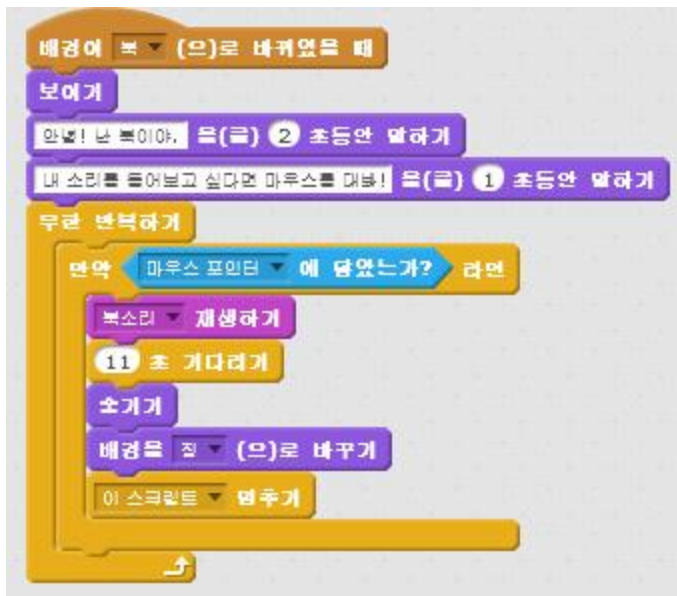 배경이 북 (으)로 바뀌었을 때
보이기
안녕! 난 북이야. 을(를) 2 초동안 말하기
내 소리를 들어보고 싶다면 마우스를 대봐! 을(를) 1 초동안 말하기
무한 반복하기
만약 마우스 포인터 에 닿았는가? 라면
북소리 재생하기
11 초 기다리기
숨기기
배경을 (으)로 바꾸기
이 스크립트 멈추기